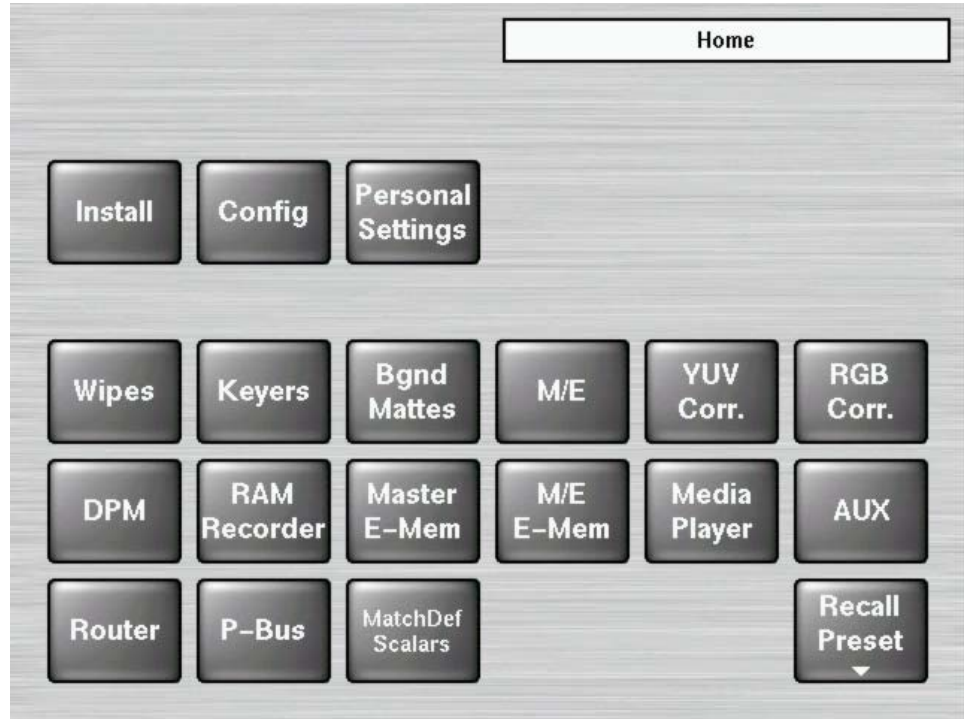 Home
Install
Config
Personal
Settings
Wipes
Keyers
Bgnd
Mattes
M/E
YUV
Corr.
RGB
Corr.
DPM
RAM
Recorder
Master
E-Mem
M/E
E-Mem
Media
Player
AUX
Router
P-Bus
MatchDef
Scalars
Recall
Preset